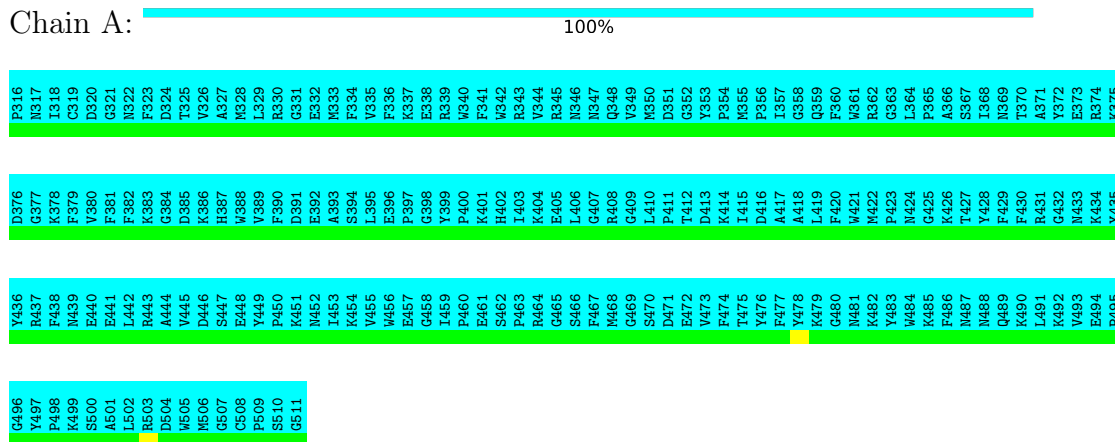 Chain A:
100%
P316 N317 I318 C319 D320 G321 N322 F323 D324 T325 V326 A327 M328 L329 R330 G331 E332 M333 F334 V335 F336 K337 E338 R339 W340 F341 W342 R343 V344 R345 N346 N347 Q348 V349 M350 D351 G352 Y353 P354 M355 P356 I357 G358 Q359 F360 W361 R362 G363 L364 P365 A366 S367 I368 N369 T370 A371 Y372 E373 R374 K375
D376 G377 K378 F379 V380 F381 F382 K383 G384 D385 K386 H387 W388 V389 F390 D391 E392 A393 S394 L395 E396 P397 G398 Y399 P400 K401 H402 I403 K404 E405 L406 G407 R408 G409 L410 P411 T412 D413 K414 I415 D416 A417 A418 L419 F420 W421 M422 P423 N424 G425 K426 T427 Y428 F429 F430 R431 G432 N433 K434 Y435
Y436 R437 F438 N439 E440 E441 L442 R443 A444 V445 D446 S447 E448 Y449 P450 K451 N452 I453 K454 V455 W456 E457 G458 I459 P460 E461 S462 P463 R464 G465 S466 F467 M468 G469 S470 D471 E472 V473 F474 T475 Y476 F477 Y478 K479 G480 N481 K482 Y483 W484 K485 F486 N487 N488 Q489 K490 L491 K492 V493 E494 P495
G496 Y497 P498 K499 S500 A501 L502 R503 D504 W505 M506 G507 C508 P509 S510 G511